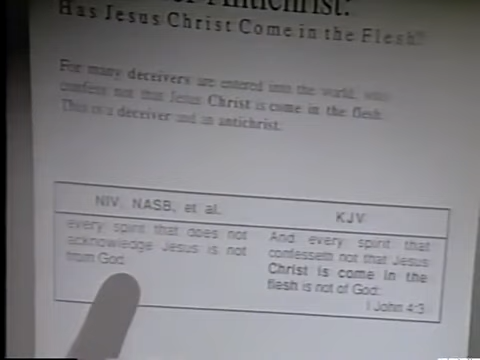 Antichrist:
Has Jesus Christ Come in the Flesh?
For many deceivers are entered into the world, who
confess not that Jesus Christ is come in the flesh.
This is a deceiver and an antichrist.
NIV, NASB, et al.
every spirit that does not
acknowledge Jesus is not
from God
KJV
And every spirit that
confesseth not that Jesus
Christ is come in the
flesh is not of God:
I John 4:3